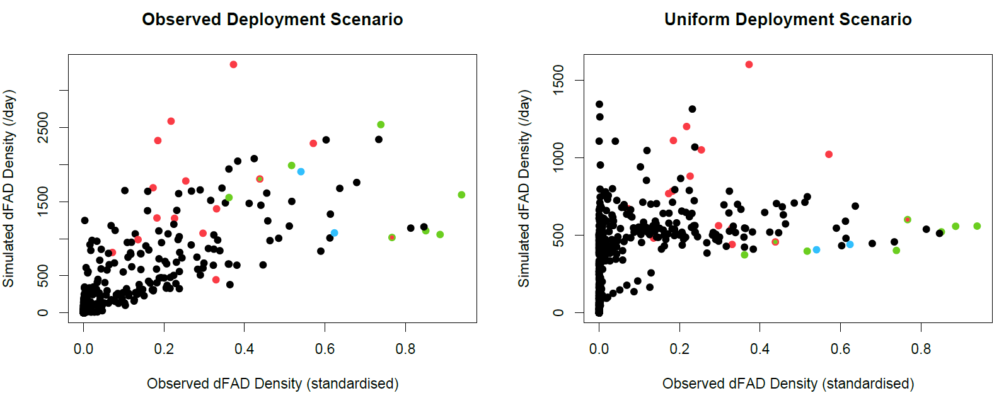 Observed Deployment Scenario
Simulated dFAD Density (/day)
0
500
1500
2500
0.0 0.2 0.4 0.6 0.8
Observed dFAD Density (standardised)
Uniform Deployment Scenario
Simulated dFAD Density (/day)
0
500
1000
1500
0.0 0.2 0.4 0.6 0.8
Observed dFAD Density (standardised)